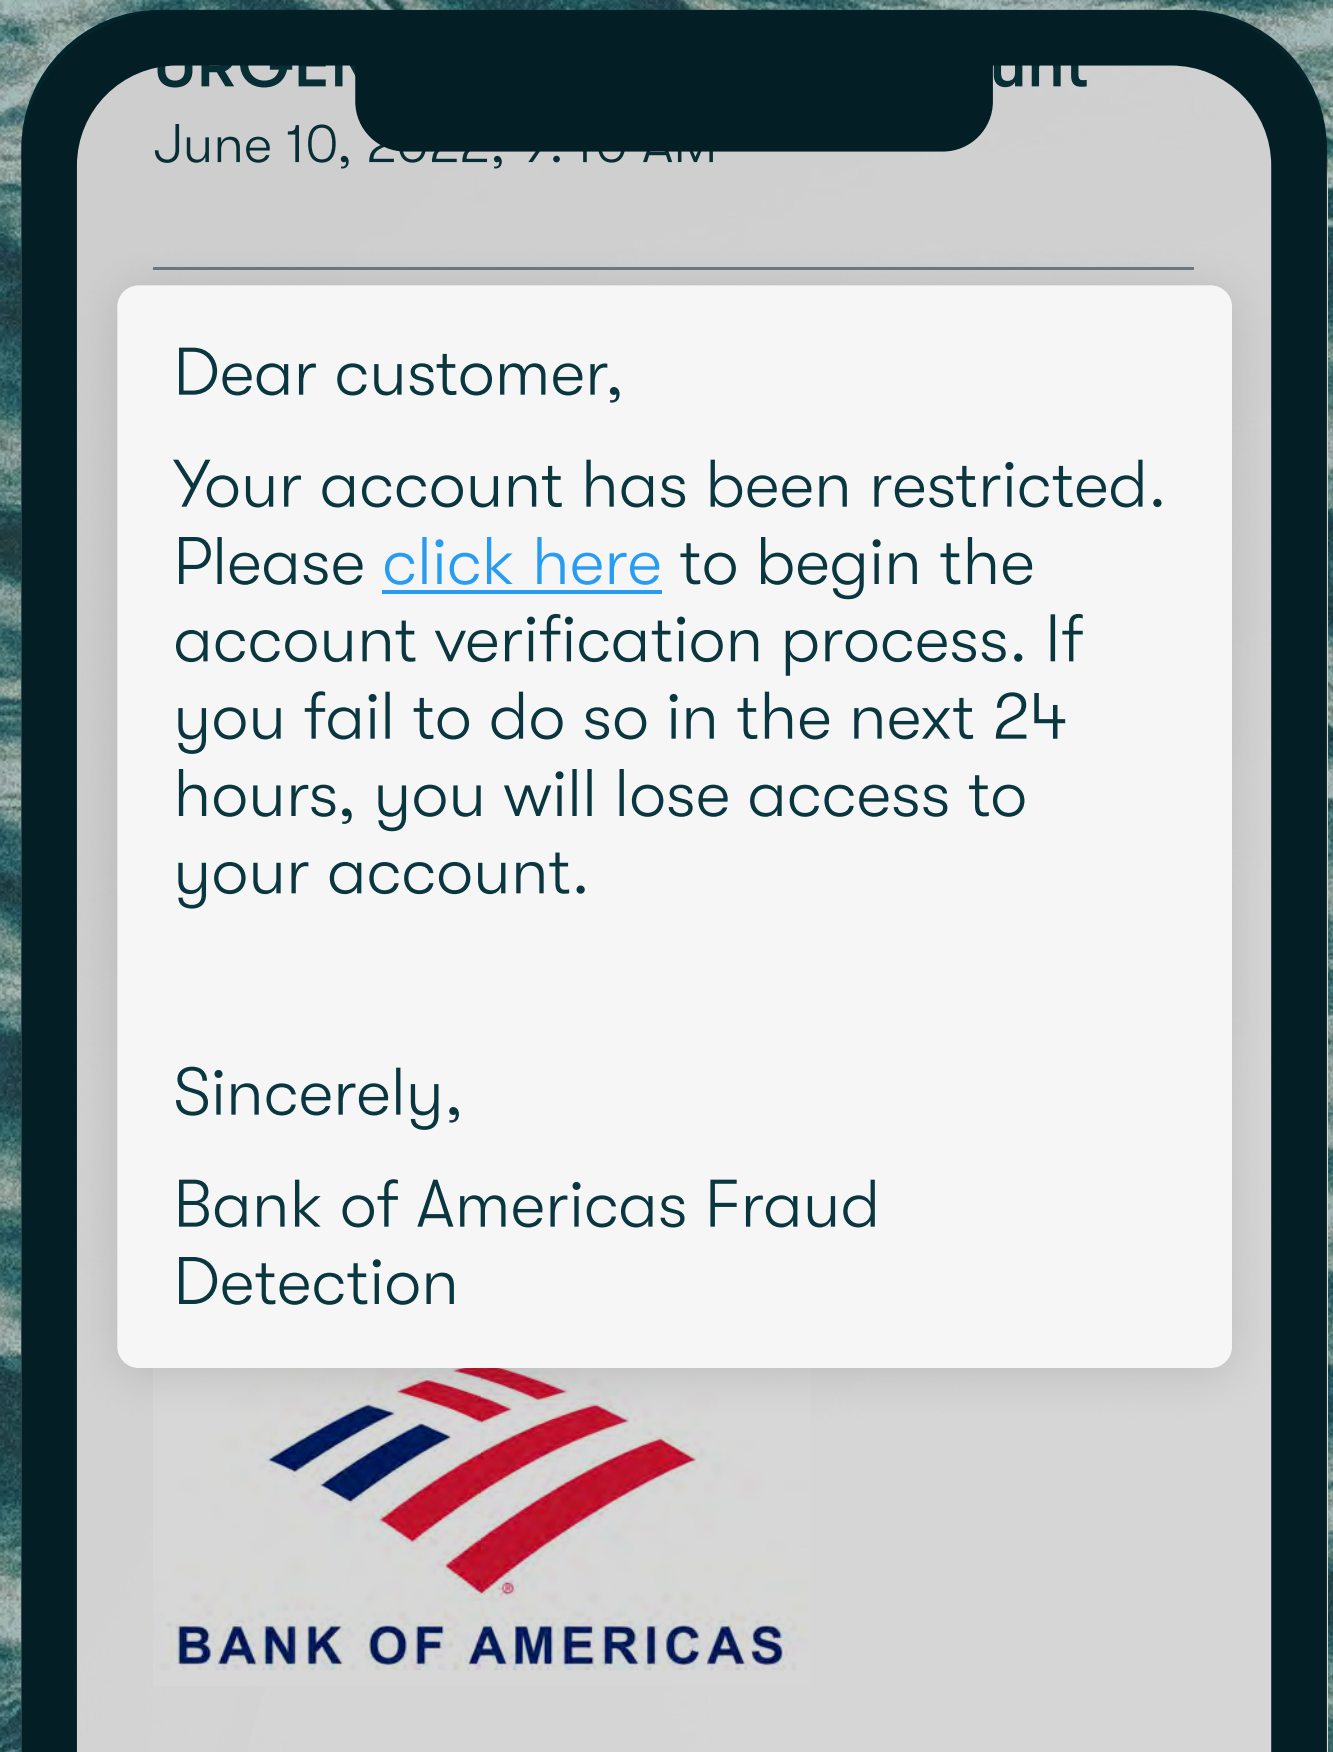 June 10, 2022,
Dear customer,
Your account has been restricted.
Please click here to begin the
account verification process. If
you fail to do so in the next 24
hours, you will lose access to
your account.
Sincerely,
Bank of Americas Fraud
Detection
®
BANK OF AMERICAS